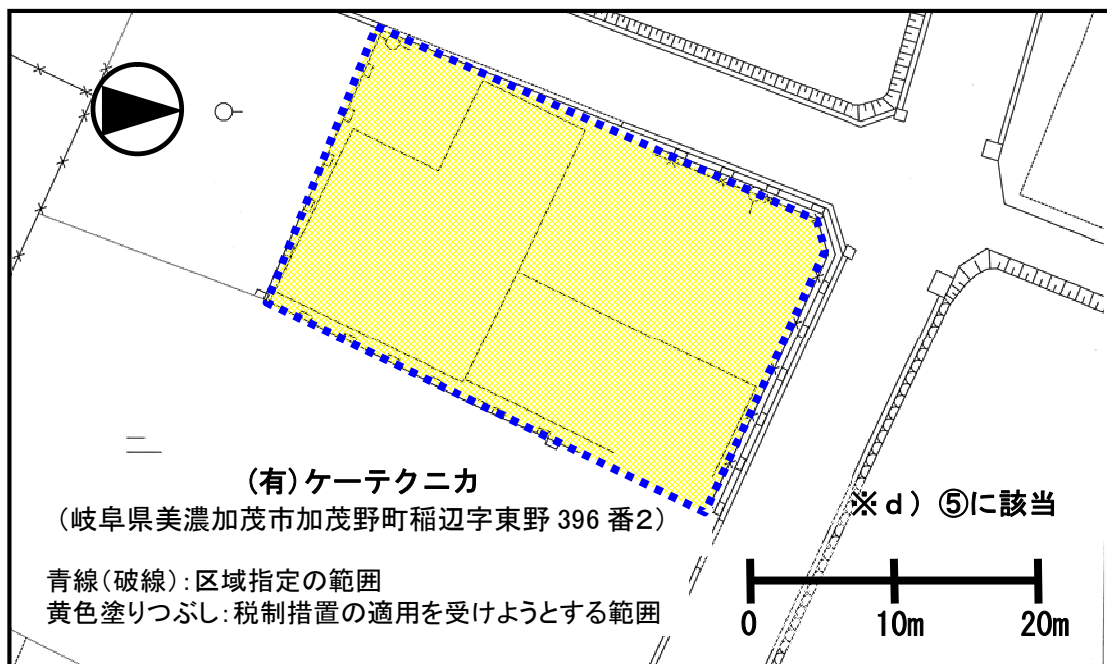 (有)ケーテクニカ
（岐阜県美濃加茂市加茂野町稲辺字東野 396 番２）
※ｄ）⑤に該当
青線（破線）：区域指定の範囲
黄色塗りつぶし：税制措置の適用を受けようとする範囲
0 10m 20m